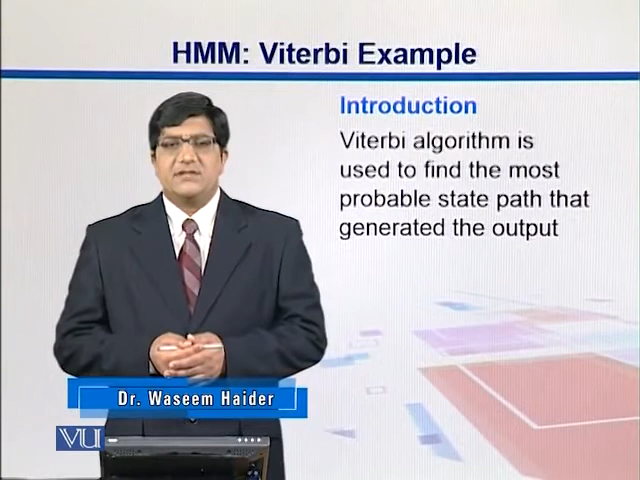 HMM: Viterbi Example
Introduction
Viterbi algorithm is
used to find the most
probable state path that
generated the output
Dr. Waseem Haider
VU